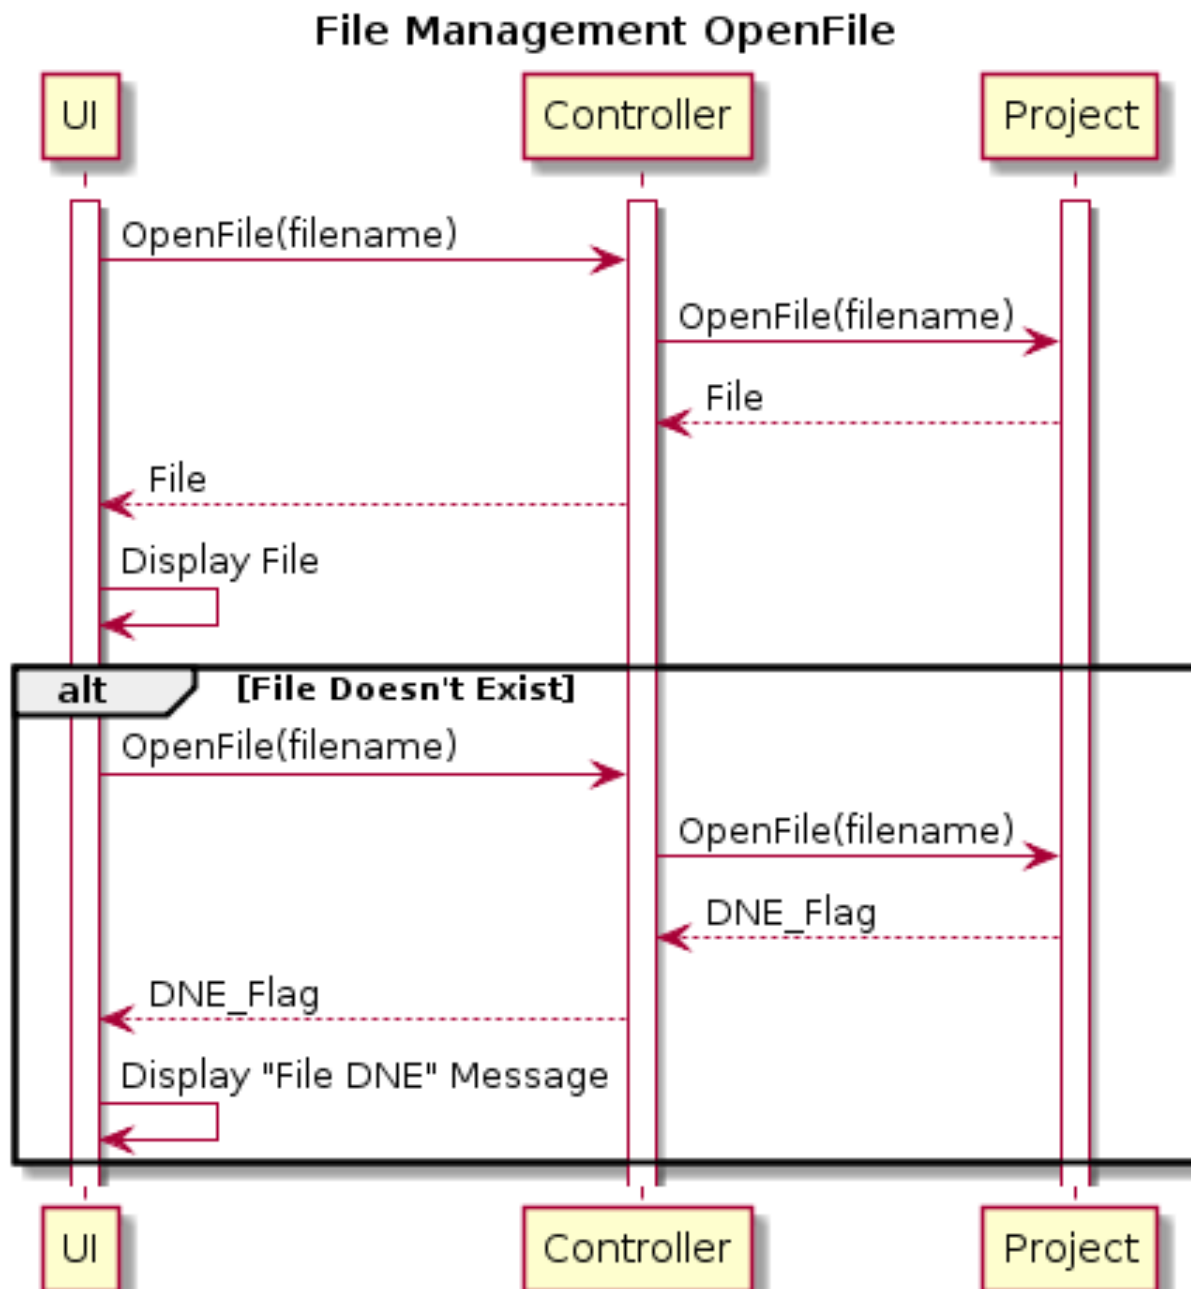 File Management OpenFile
UI
Controller
Project
OpenFile(filename)
OpenFile(filename)
File
File
Display File
alt
[File Doesn't Exist]
OpenFile(filename)
OpenFile(filename)
DNE_Flag
DNE_Flag
Display "File DNE" Message
UI
Controller
Project